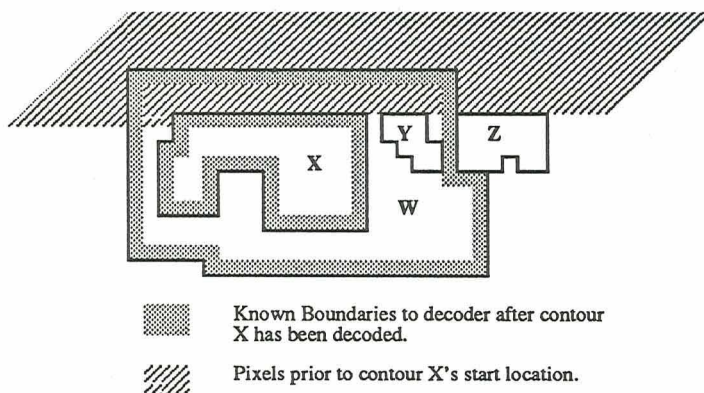 Y
Z
X
W
Known Boundaries to decoder after contour
X has been decoded.
Pixels prior to contour X's start location.